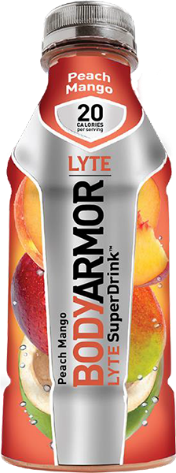 Peach
Mango
20
CALORIES
per serving
LYTE
Peach Mango
BODYARMOR
LYTE SuperDrink™